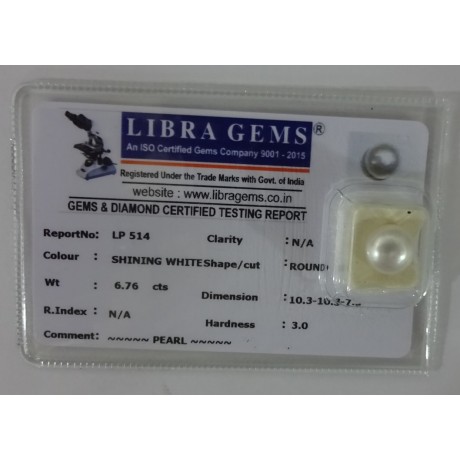 LIBRA GEMS®
An ISO Certified Gems Company 9001 - 2015
Registered Under the Trade Marks with Govt. of India
website : www.libragems.co.in
GEMS & DIAMOND CERTIFIED TESTING REPORT
ReportNo: LP 514 Clarity : N/A
Colour : SHINING WHITE Shape/cut : ROUND
Wt : 6.76 cts Dimension : 10.3-10.2-7.
R.Index : N/A Hardness : 3.0
Comment : ~~~~~ PEARL ~~~~~